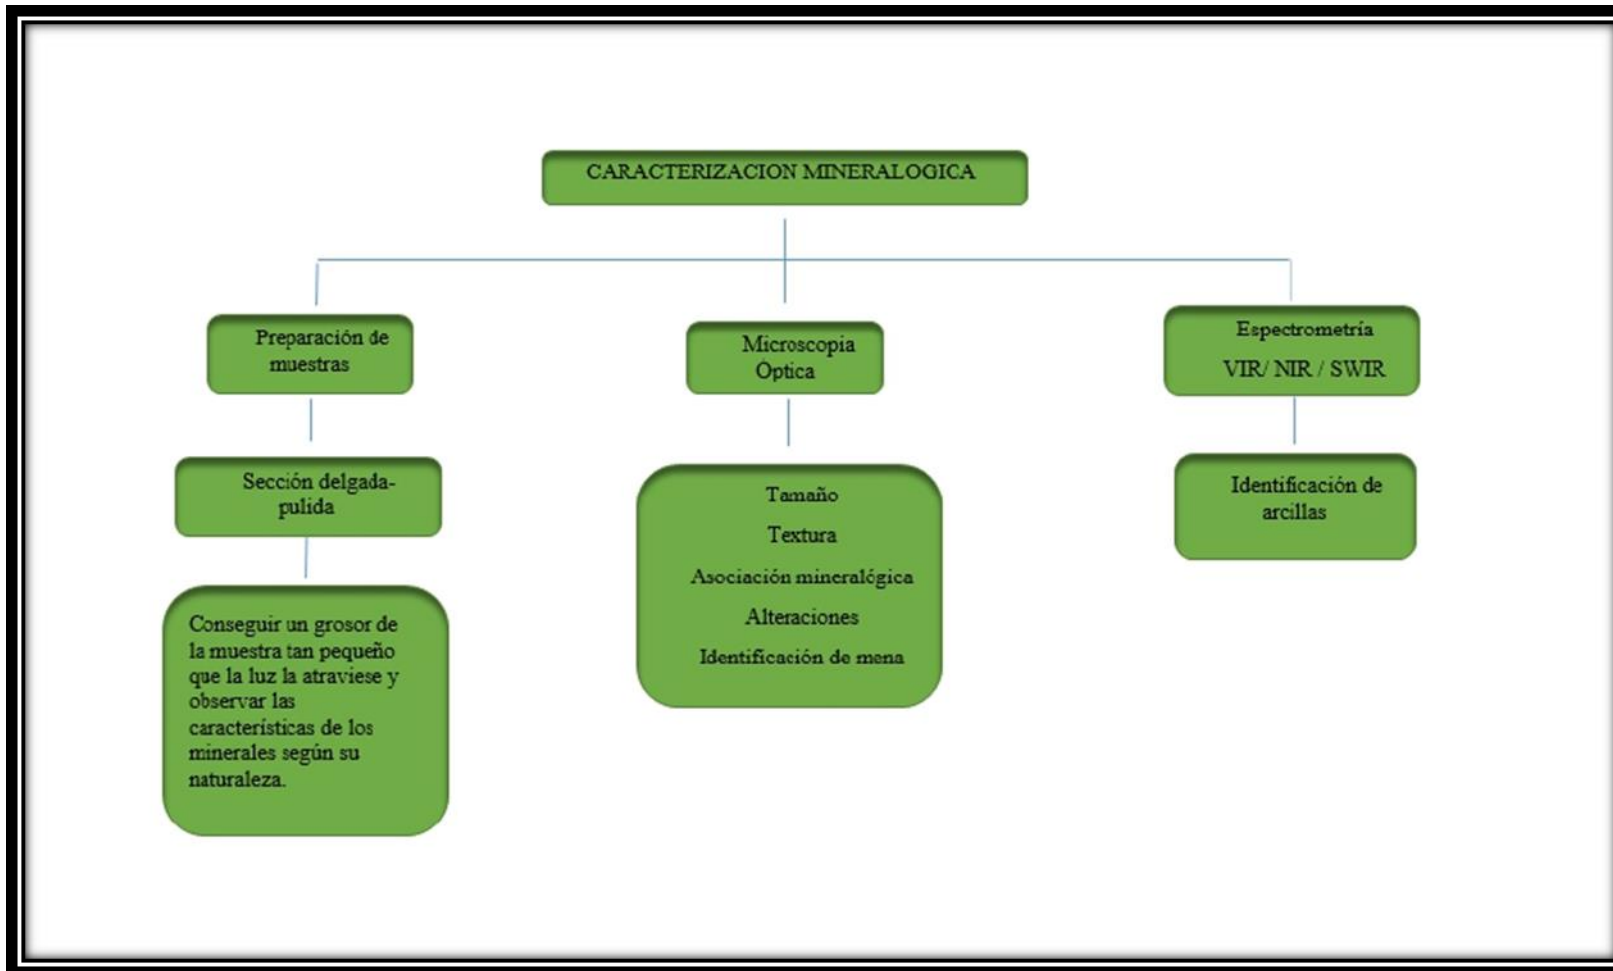 CARACTERIZACION MINERALOGICA
Preparación de
muestras
Sección delgada-
pulida
Conseguir un grosor de
la muestra tan pequeño
que la luz la atraviese y
observar las
características de los
minerales según su
naturaleza.
Microscopia
Óptica
Tamaño
Textura
Asociación mineralógica
Alteraciones
Identificación de mena
Espectrometría
VIR/ NIR / SWIR
Identificación de
arcillas